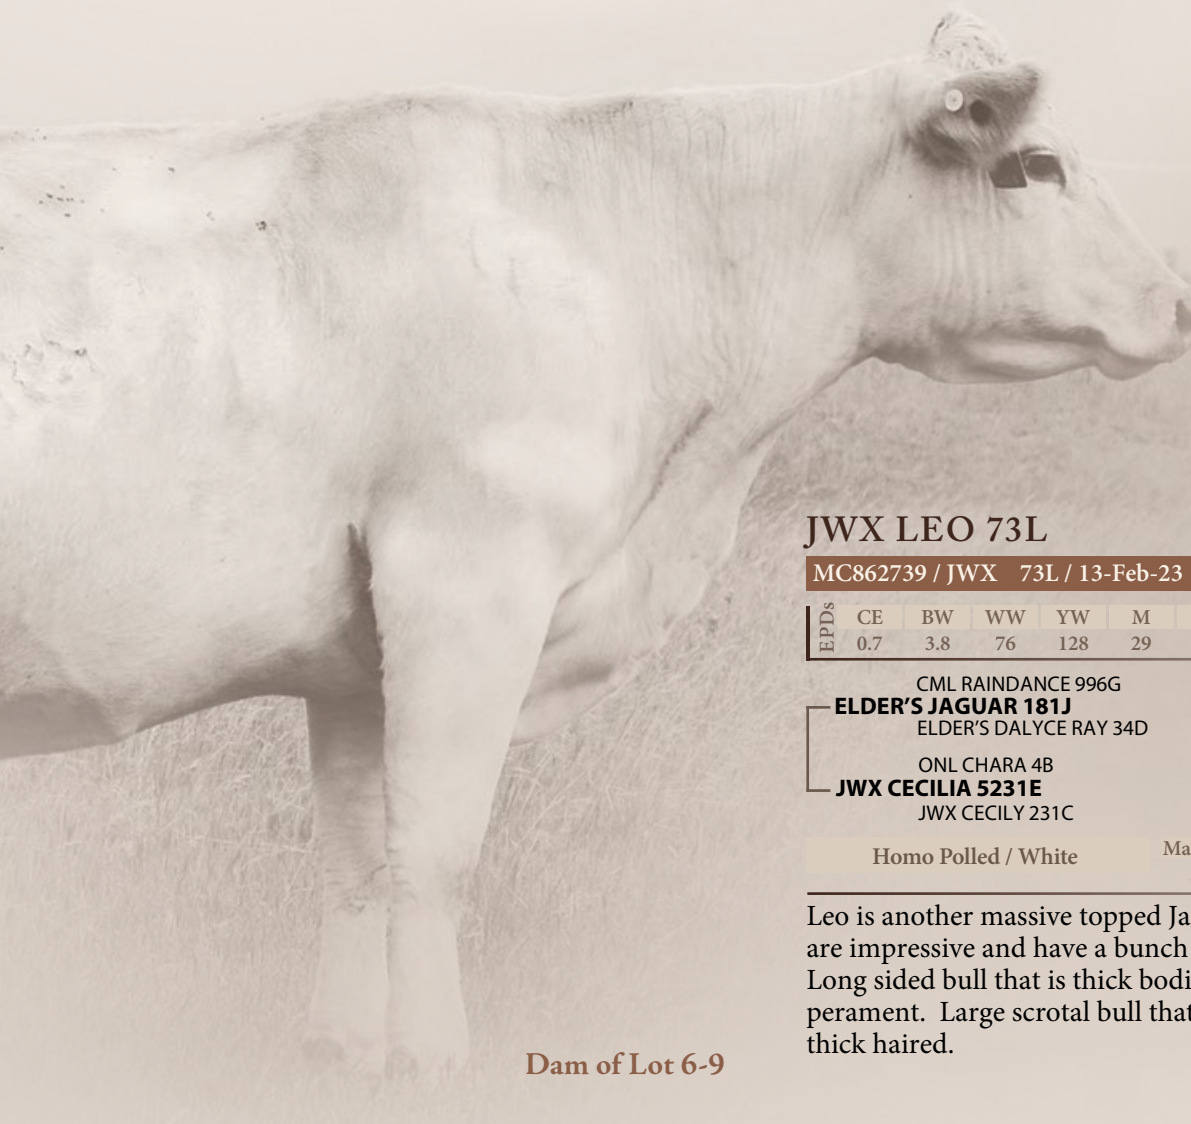 JWX LEO 73L
MC862739 / JWX 73L / 13-Feb-23
EPDs CE BW WW YW M
0.7 3.8 76 128 29
CML RAINDANCE 996G
ELDER'S JAGUAR 181J
ELDER'S DALYCE RAY 34D
ONL CHARA 4B
JWX CECILIA 5231E
JWX CECILY 231C
Homo Polled / White
Ma
Leo is another massive topped Ja
are impressive and have a bunch
Long sided bull that is thick bodi
perament. Large scrotal bull that
thick haired.
Dam of Lot 6-9